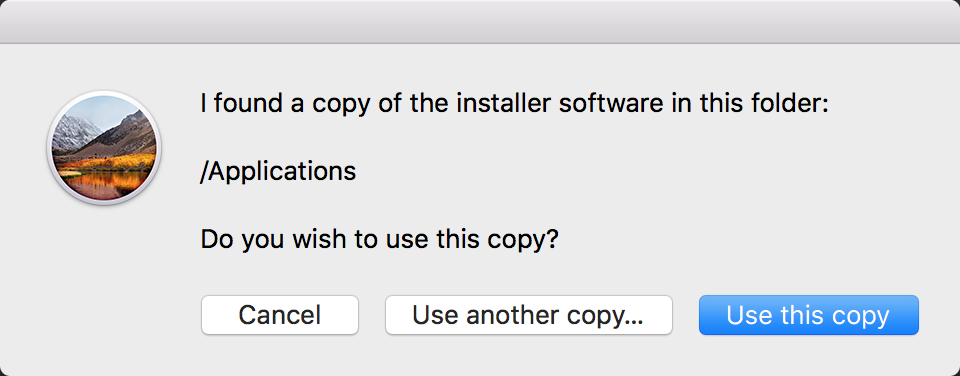 I found a copy of the installer software in this folder:
/Applications
Do you wish to use this copy?
Cancel
Use another copy...
Use this copy